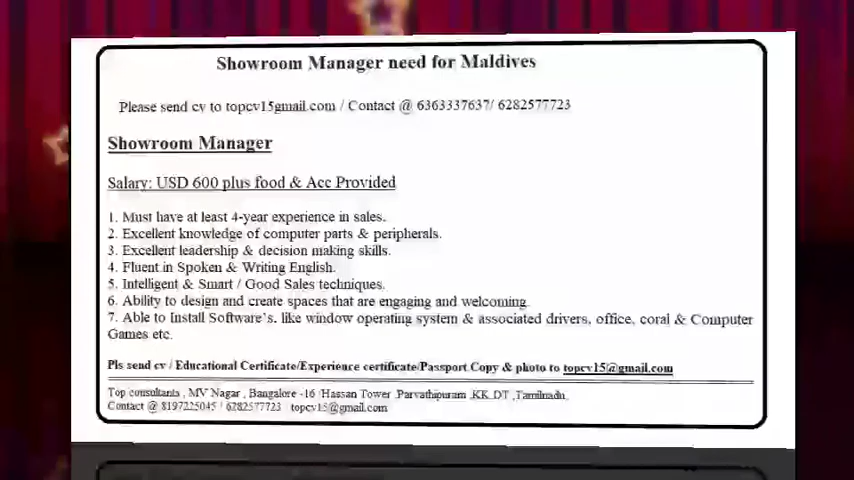 Showroom Manager need for Maldives
Please send cv to topcv15gmail.com / Contact @ 6363337637/ 6282577723
Showroom Manager
Salary: USD 600 plus food & Acc Provided
1. Must have at least 4-year experience in sales.
2. Excellent knowledge of computer parts & peripherals.
3. Excellent leadership & decision making skills.
4. Fluent in Spoken & Writing English.
5. Intelligent & Smart / Good Sales techniques.
6. Ability to design and create spaces that are engaging and welcoming.
7. Able to Install Software's. like window operating system & associated drivers, office, coral & Computer
Games etc.
Pls send cv / Educational Certificate/Experience certificate/Passport Copy & photo to topcv15@gmail.com
Top consultants , MV Nagar , Bangalore -16 /Hassan Tower .Parvathipuram .KK.DT ,Tamilnadu,
Contact @ 8197225045 / 6282577723 topcv15@gmail.com